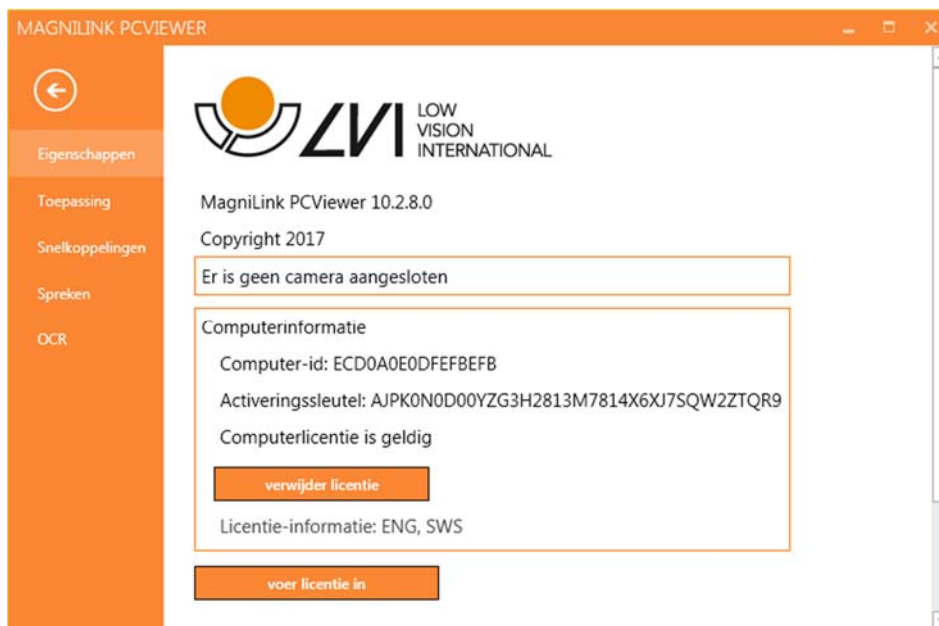 MAGNILINK PCVIEWER
Eigenschappen
Toepassing
Snelkoppelingen
Spreken
OCR
LVI
LOW
VISION
INTERNATIONAL
MagniLink PCViewer 10.2.8.0
Copyright 2017
Er is geen camera aangesloten
Computerinformatie
Computer-id: ECD0A0E0DFEFBEFB
Activeringssleutel: AJPK0N0D00YZG3H2813M7814X6XJ7SQW2ZTQR9
Computerlicentie is geldig
verwijder licentie
Licentie-informatie: ENG, SWS
voer licentie in